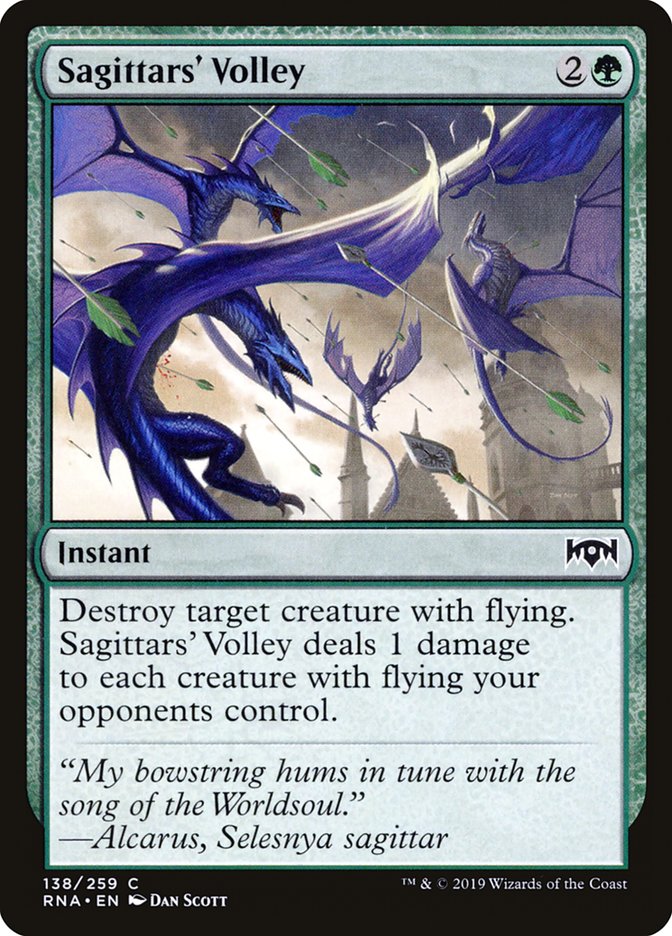 Sagittars' Volley
2
Instant
Destroy target creature with flying.
Sagittars' Volley deals 1 damage
to each creature with flying your
opponents control.
“My bowstring hums in tune with the
song of the Worldsoul.”
—Alcarus, Selesnya sagittar
138/259 C
™ & © 2019 Wizards of the Coast
RNA • EN Dan Scott